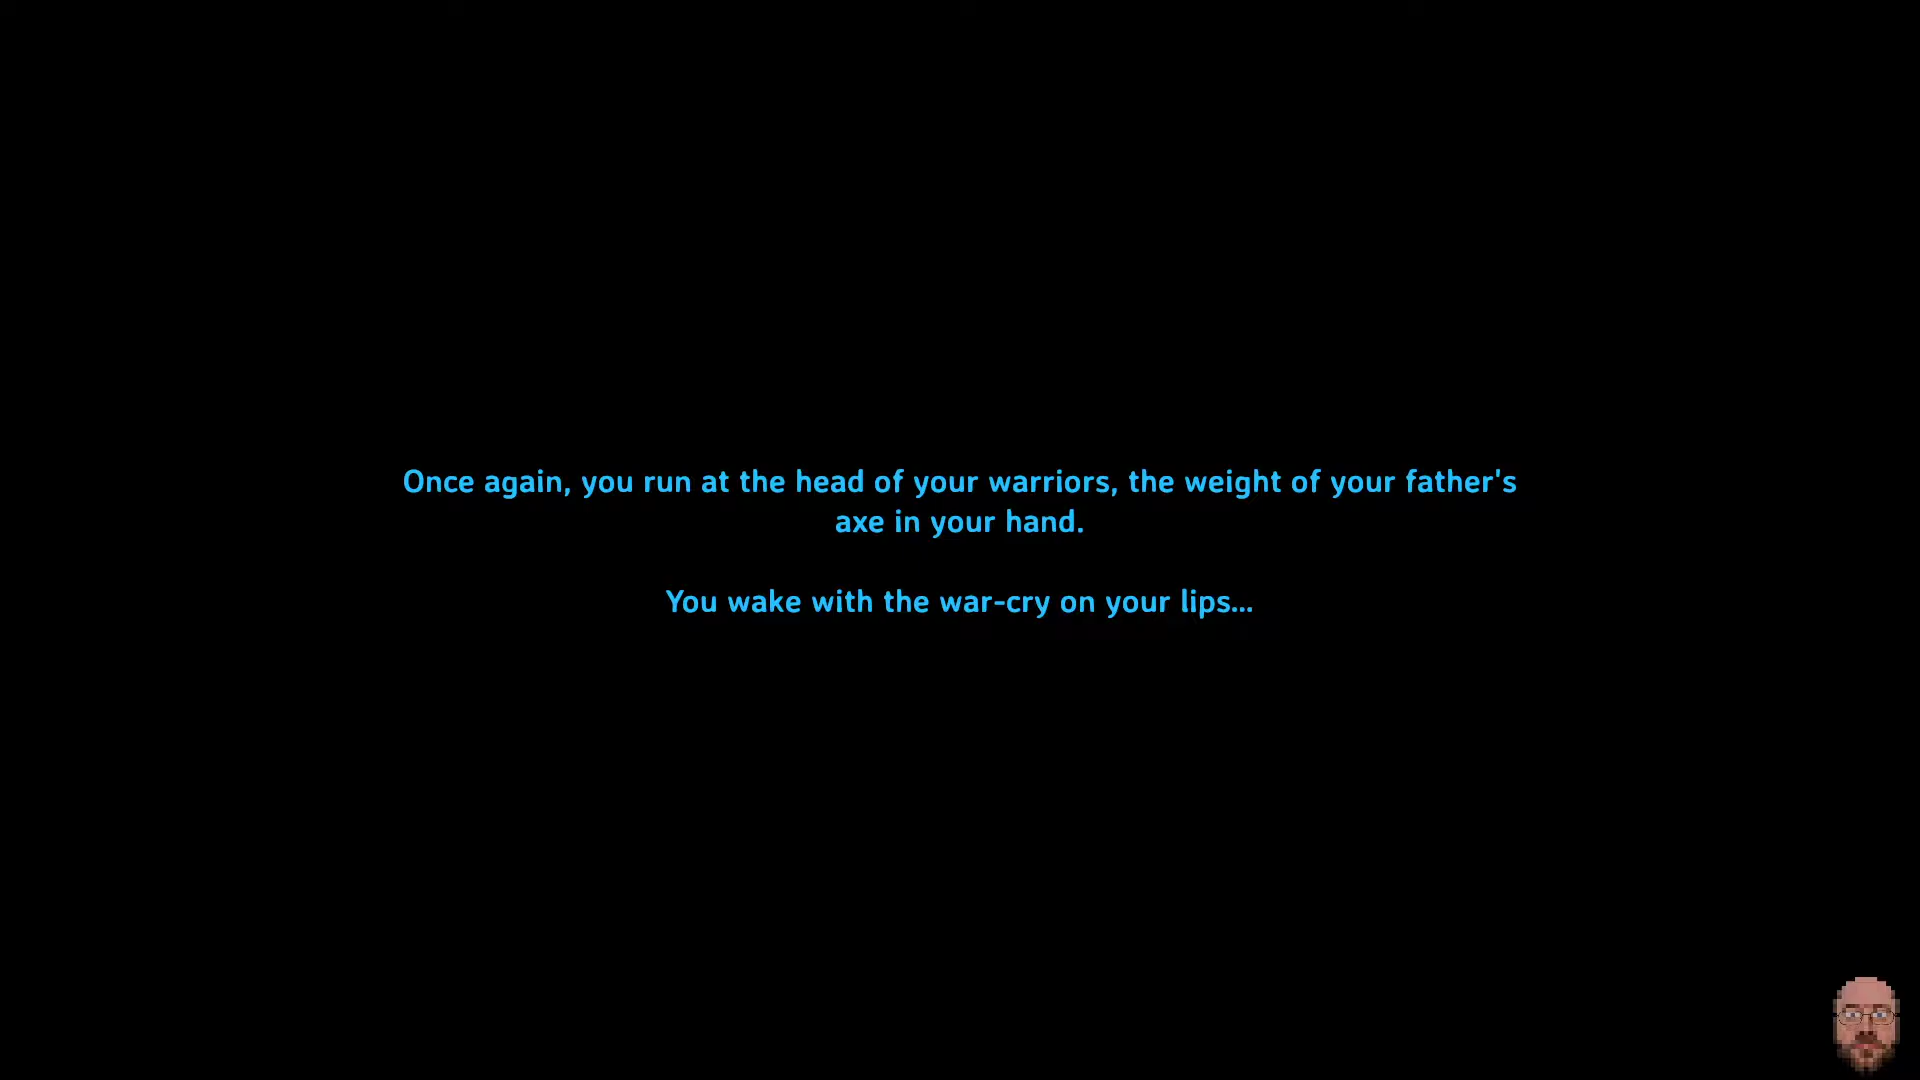 Once again, you run at the head of your warriors, the weight of your father's
axe in your hand.
You wake with the war-cry on your lips...